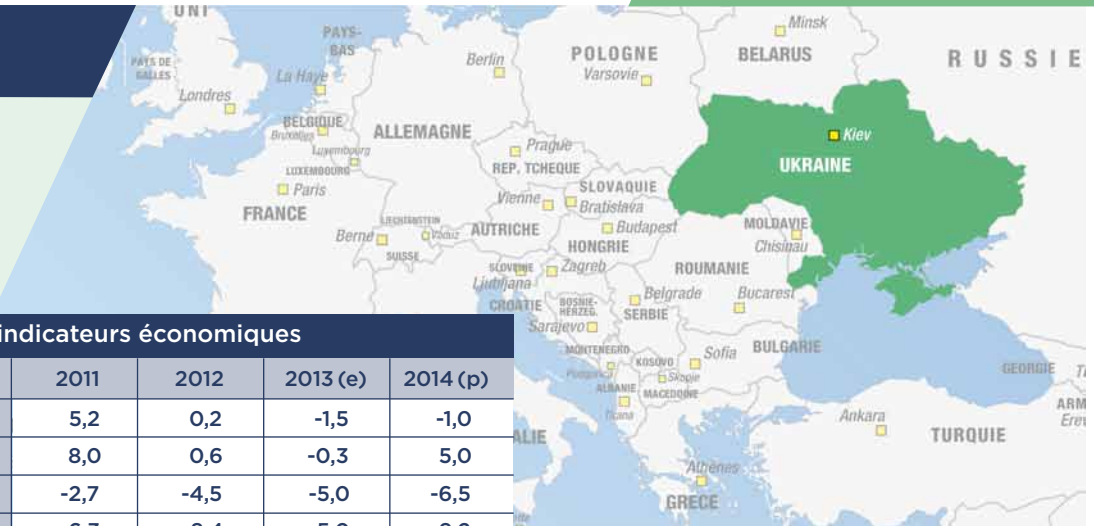 UNI
Minsk
PAYS-
BAS
POLOGNE
BELARUS
RUSSIE
PAYS DE
GALLES
Berlin
Varsovie
La Haye
Londres
BELGIQUE
Bruxelles
ALLEMAGNE
Kiev
Luxembourg
Prague
UKRAINE
LUXEMBOURG
REP. TCHEQUE
Paris
SLOVAQUIE
Vienne
Bratislava
FRANCE
LIECHTENSTEIN
MOLDAVIE
AUTRICHE
Budapest
Berne
Vaduz
HONGRIE
Chisinau
SUISSE
SLOVENIE
Zagreb
ROUMANIE
Ljubljana
CROATIE
BOSNIE-
HERZEG.
Belgrade
Bucarest
SERBIE
indicateurs économiques
Sarajevo
MONTENEGRO
KOSOVO
Sofia
BULGARIE
GEORGIE
2011 2012 2013 (e) 2014 (p)
Skopje
ALBANIE
MACEDOINE
Tirana
ARM
Ankara
TURQUIE
5,2 0,2 -1,5 -1,0
8,0 0,6 -0,3 5,0
ALIE
Athènes
-2,7 -4,5 -5,0 -6,5
GRECE